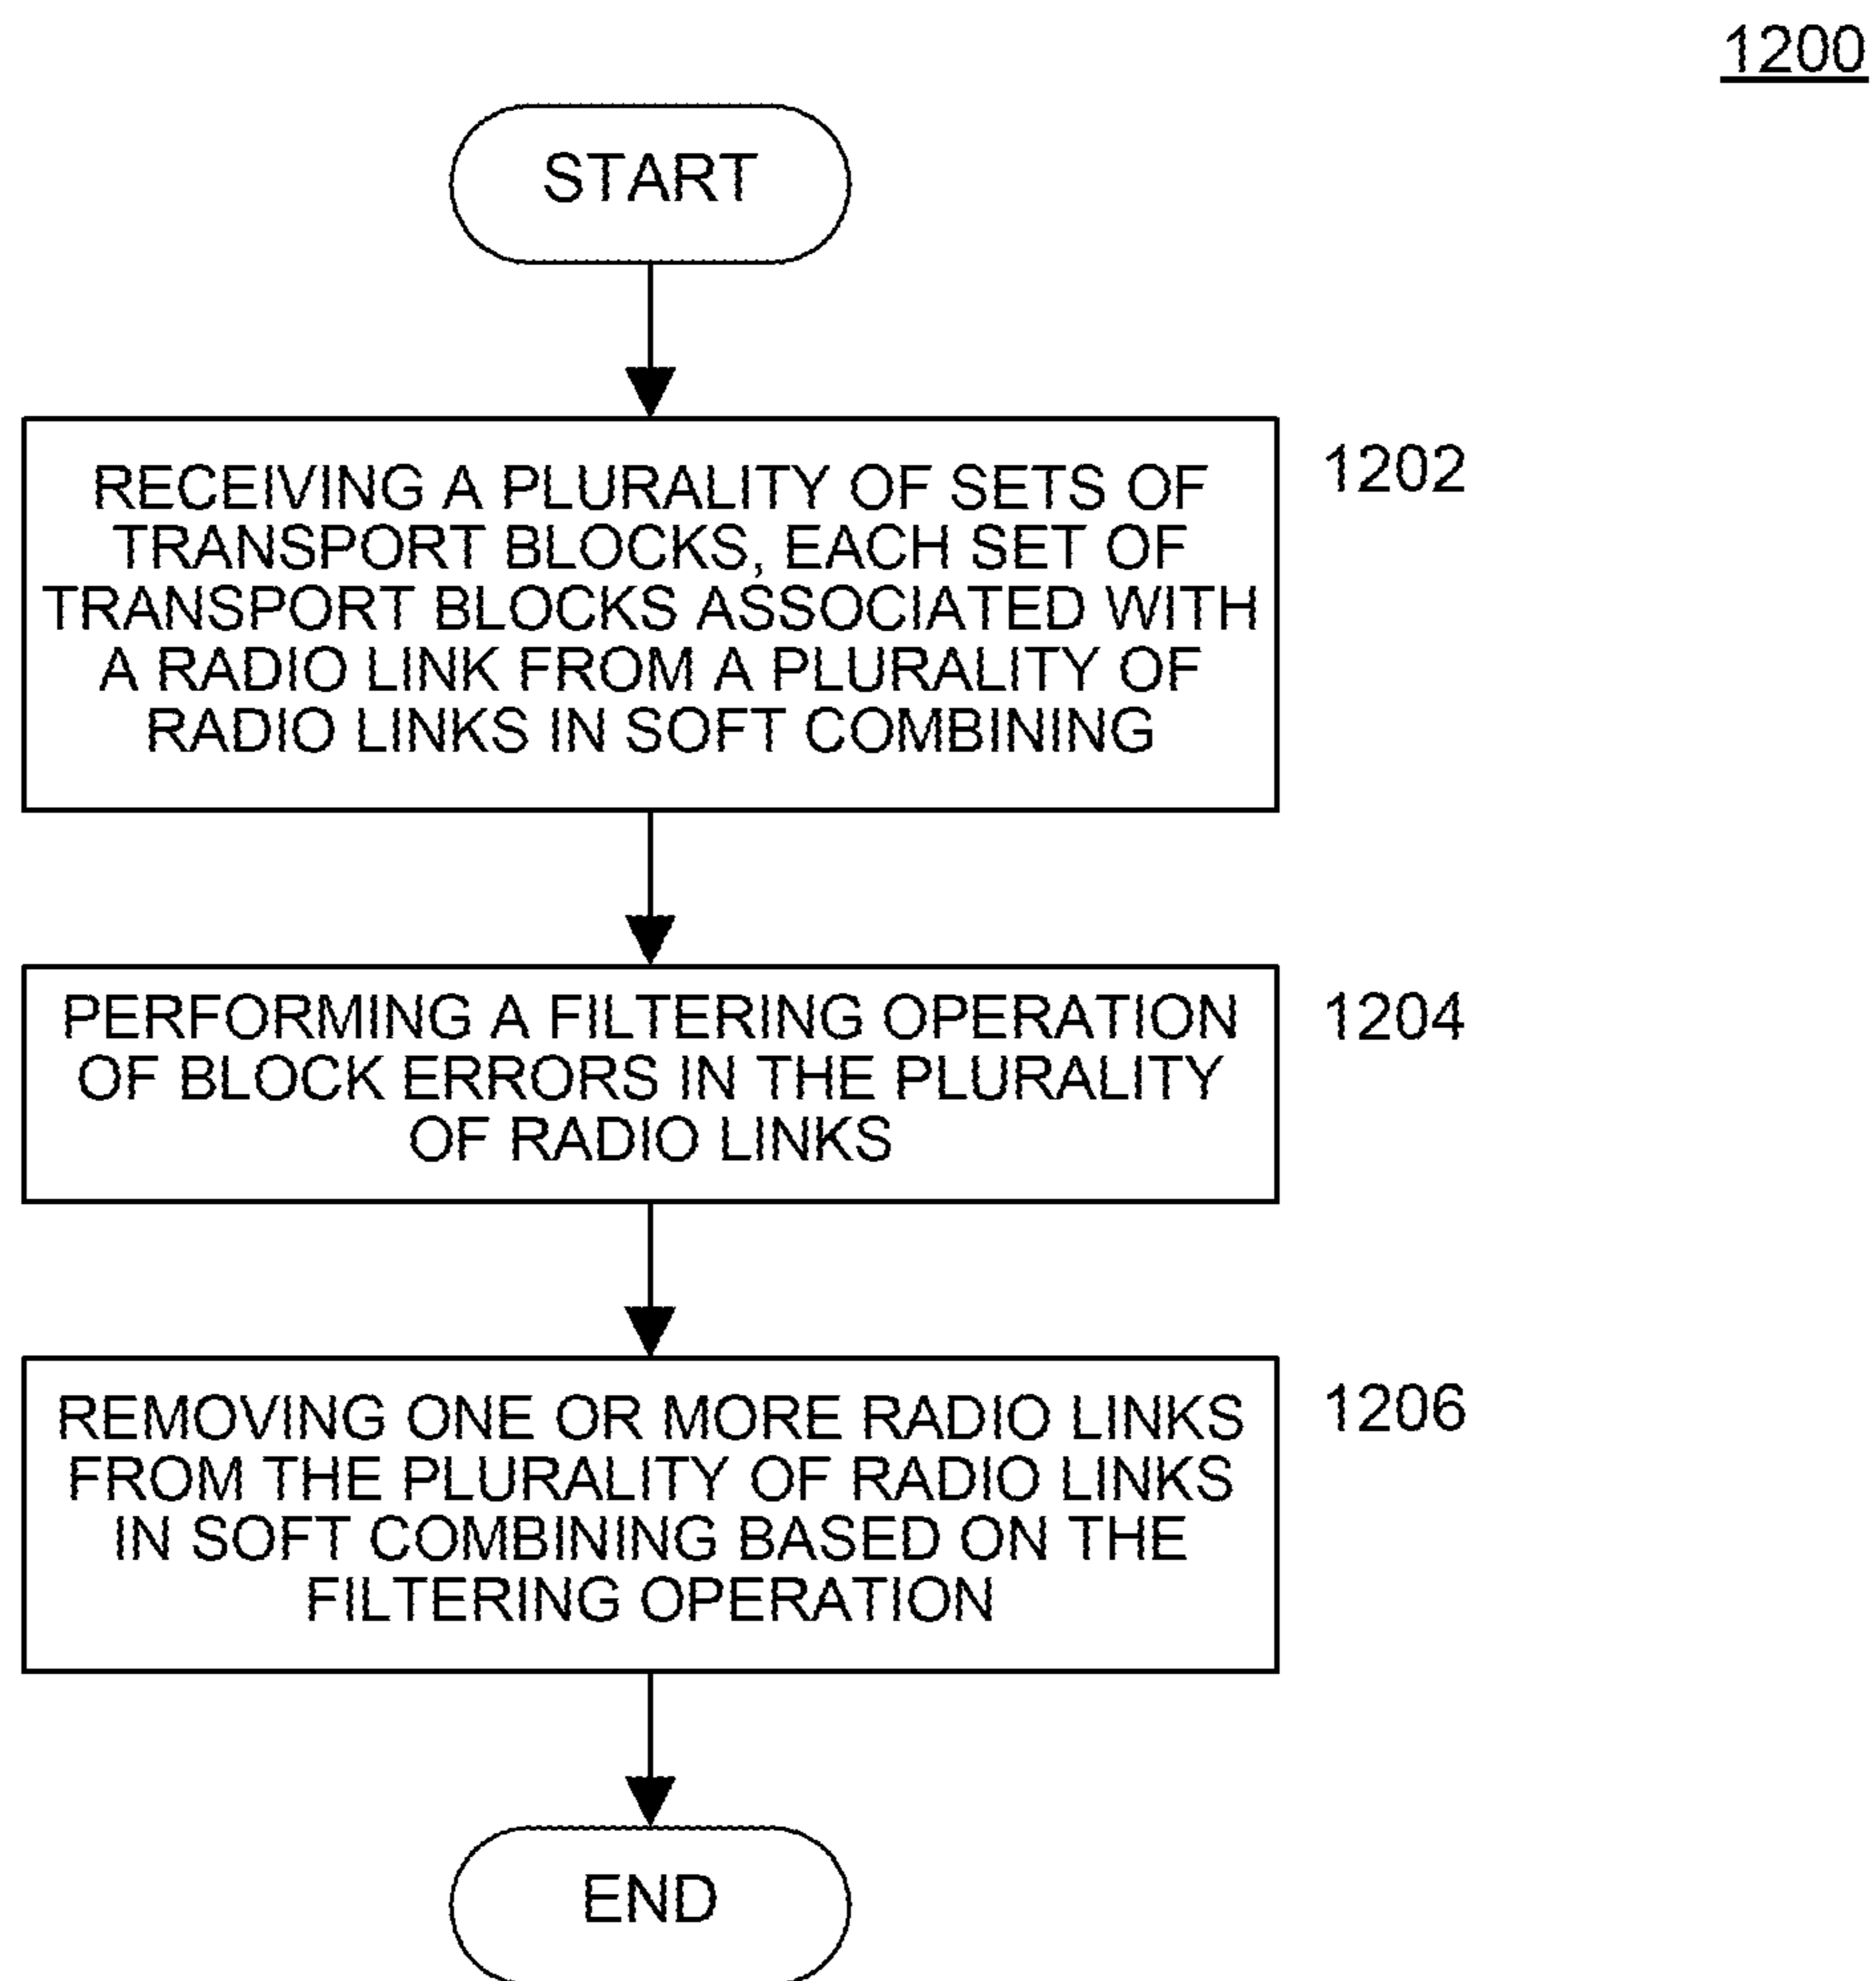 1200
START
RECEIVING A PLURALITY OF SETS OF
TRANSPORT BLOCKS, EACH SET OF
TRANSPORT BLOCKS ASSOCIATED WITH
A RADIO LINK FROM A PLURALITY OF
RADIO LINKS IN SOFT COMBINING
1202
PERFORMING A FILTERING OPERATION
OF BLOCK ERRORS IN THE PLURALITY
OF RADIO LINKS
1204
REMOVING ONE OR MORE RADIO LINKS
FROM THE PLURALITY OF RADIO LINKS
IN SOFT COMBINING BASED ON THE
FILTERING OPERATION
1206
END